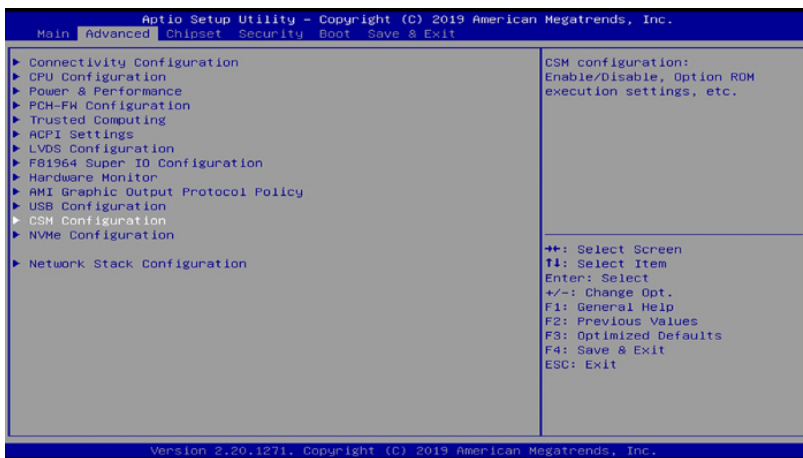 Aptio Setup Utility – Copyright (C) 2019 American Megatrends, Inc.
Main Advanced Chipset Security Boot Save & Exit
▶ Connectivity Configuration
▶ CPU Configuration
▶ Power & Performance
▶ PCH-FW Configuration
▶ Trusted Computing
▶ ACPI Settings
▶ LVDS Configuration
▶ F81964 Super IO Configuration
▶ Hardware Monitor
▶ AMI Graphic Output Protocol Policy
▶ USB Configuration
▶ CSM Configuration
▶ NVMe Configuration
▶ Network Stack Configuration
CSM configuration:
Enable/Disable, Option ROM
execution settings, etc.
→←: Select Screen
↑↓: Select Item
Enter: Select
+/-: Change Opt.
F1: General Help
F2: Previous Values
F3: Optimized Defaults
F4: Save & Exit
ESC: Exit
Version 2.20.1271. Copyright (C) 2019 American Megatrends, Inc.